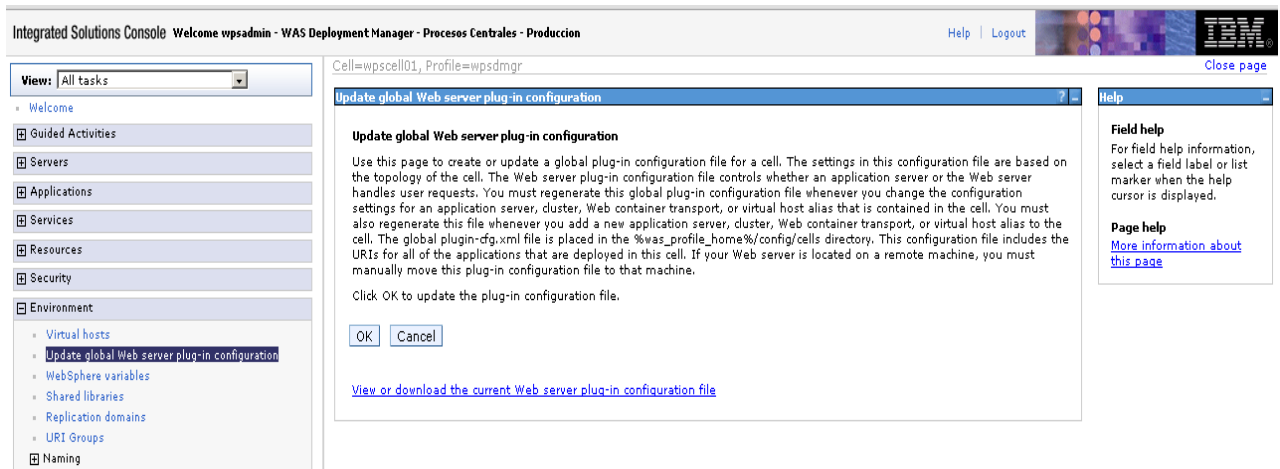 Integrated Solutions Console Welcome wpsadmin - WAS Deployment Manager - Procesos Centrales - Produccion
Help | Logout
IBM®
View: All tasks
Welcome
Guided Activities
Servers
Applications
Services
Resources
Security
Environment
Virtual hosts
Update global Web server plug-in configuration
WebSphere variables
Shared libraries
Replication domains
URI Groups
Naming
Cell=wpscell01, Profile=wpsdmgr
Close page
Update global Web server plug-in configuration ? -
Update global Web server plug-in configuration
Use this page to create or update a global plug-in configuration file for a cell. The settings in this configuration file are based on
the topology of the cell. The Web server plug-in configuration file controls whether an application server or the Web server
handles user requests. You must regenerate this global plug-in configuration file whenever you change the configuration
settings for an application server, cluster, Web container transport, or virtual host alias that is contained in the cell. You must
also regenerate this file whenever you add a new application server, cluster, Web container transport, or virtual host alias to the
cell. The global plugin-cfg.xml file is placed in the %was_profile_home%/config/cells directory. This configuration file includes the
URIs for all of the applications that are deployed in this cell. If your Web server is located on a remote machine, you must
manually move this plug-in configuration file to that machine.
Click OK to update the plug-in configuration file.
OK Cancel
View or download the current Web server plug-in configuration file
Help -
Field help
For field help information,
select a field label or list
marker when the help
cursor is displayed.
Page help
More information about
this page